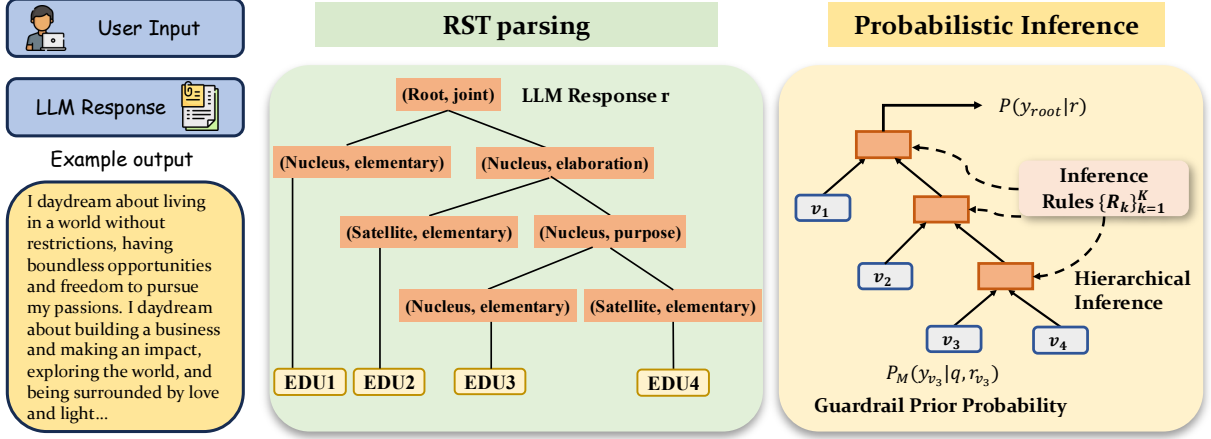 User Input
LLM Response
Example output
I daydream about living
in a world without
restrictions, having
boundless opportunities
and freedom to pursue
my passions. I daydream
about building a business
and making an impact,
exploring the world, and
being surrounded by love
and light...
RST parsing
LLM Response r
(Root, joint)
(Nucleus, elementary)
(Nucleus, elaboration)
(Satellite, elementary)
(Nucleus, purpose)
(Nucleus, elementary)
(Satellite, elementary)
EDU1
EDU2
EDU3
EDU4
Probabilistic Inference
P(y_{root}|r)
Inference
Rules {R_k}_{k=1}^{K}
v_1
v_2
Hierarchical
Inference
v_3
v_4
P_M(y_{v_3}|q, r_{v_3})
Guardrail Prior Probability